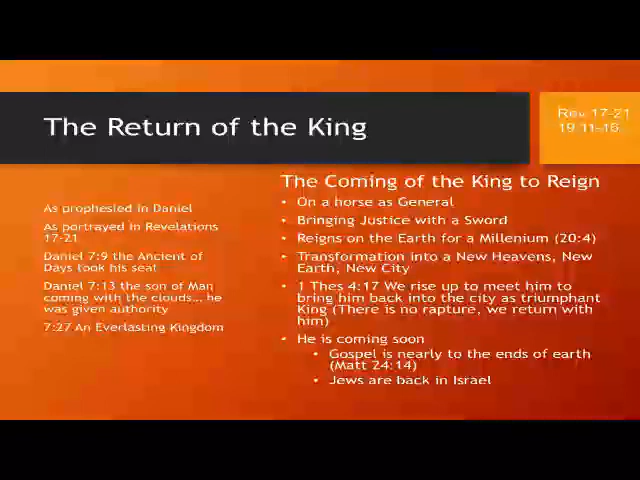 The Return of the King
Rev 17-21
19:11-16
As prophesied in Daniel
As portrayed in Revelations
17-21
Daniel 7:9 the Ancient of
Days took his seat
Daniel 7:13 the son of Man
coming with the clouds... he
was given authority
7:27 An Everlasting Kingdom
The Coming of the King to Reign
• On a horse as General
• Bringing Justice with a Sword
• Reigns on the Earth for a Millenium (20:4)
• Transformation into a New Heavens, New
Earth, New City
• 1 Thes 4:17 We rise up to meet him to
bring him back into the city as triumphant
King (There is no rapture, we return with
him)
• He is coming soon
• Gospel is nearly to the ends of earth
(Matt 24:14)
• Jews are back in Israel